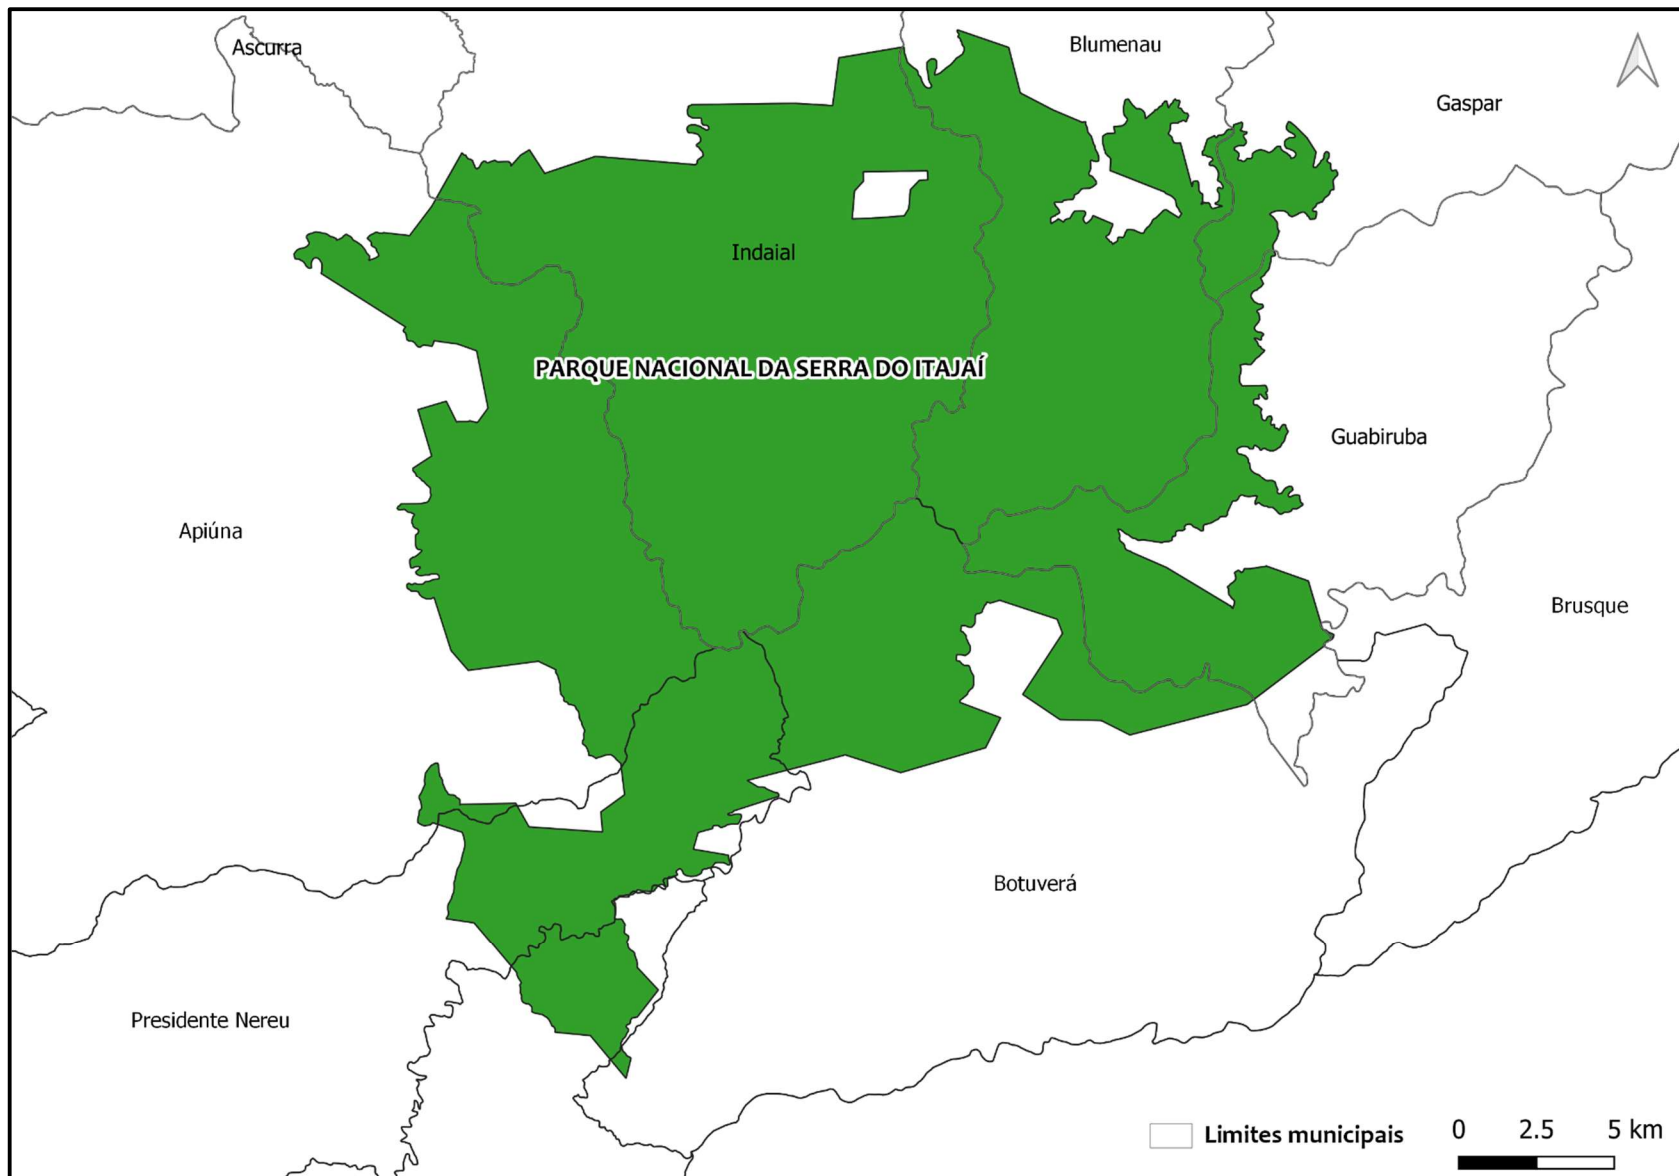 Ascurra
Blumenau
Gaspar
Indaial
PARQUE NACIONAL DA SERRA DO ITAJAÍ
Guabiruba
Apiúna
Brusque
Botuverá
Presidente Nereu
Limites municipais
0 2.5 5 km